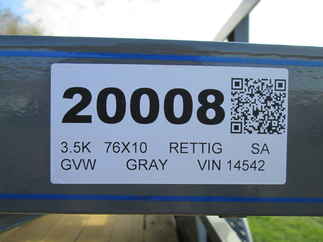 20008
3.5K 76X10 RETTIG SA
GVW GRAY VIN 14542